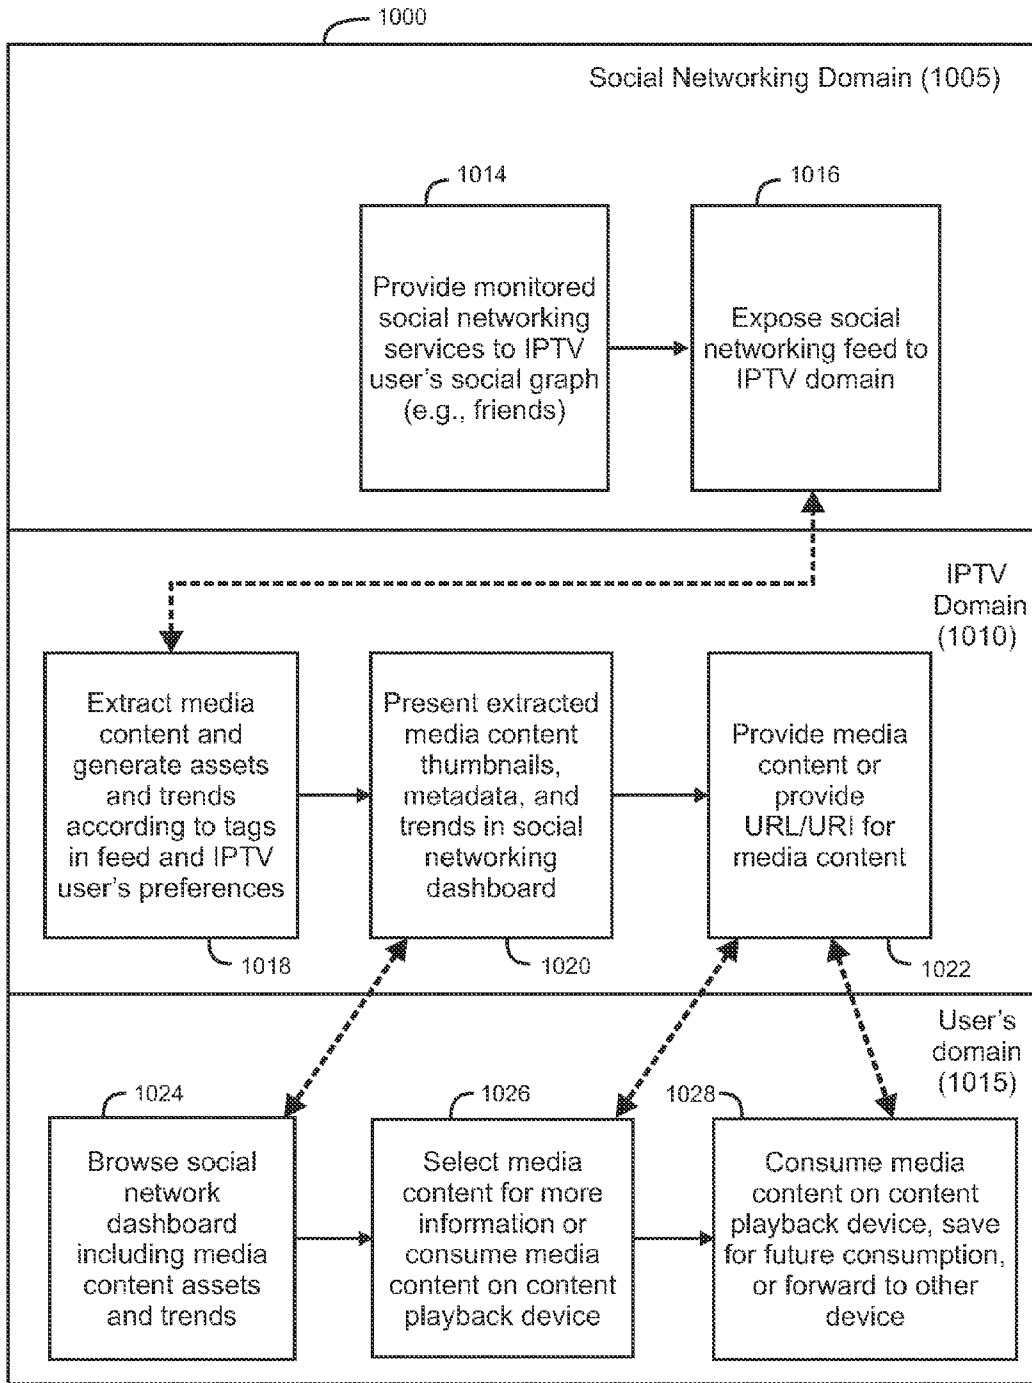 1000
Social Networking Domain (1005)
1014
1016
Provide monitored
social networking
services to IPTV
user's social graph
(e.g., friends)
Expose social
networking feed to
IPTV domain
IPTV
Domain
(1010)
Extract media
content and
generate assets
and trends
according to tags
in feed and IPTV
user's preferences
Present extracted
media content
thumbnails,
metadata, and
trends in social
networking
dashboard
Provide media
content or
provide
URL/URI for
media content
1018
1020
1022
User's
domain
(1015)
1024
1026
1028
Browse social
network
dashboard
including media
content assets
and trends
Select media
content for more
information or
consume media
content on content
playback device
Consume media
content on content
playback device, save
for future consumption,
or forward to other
device